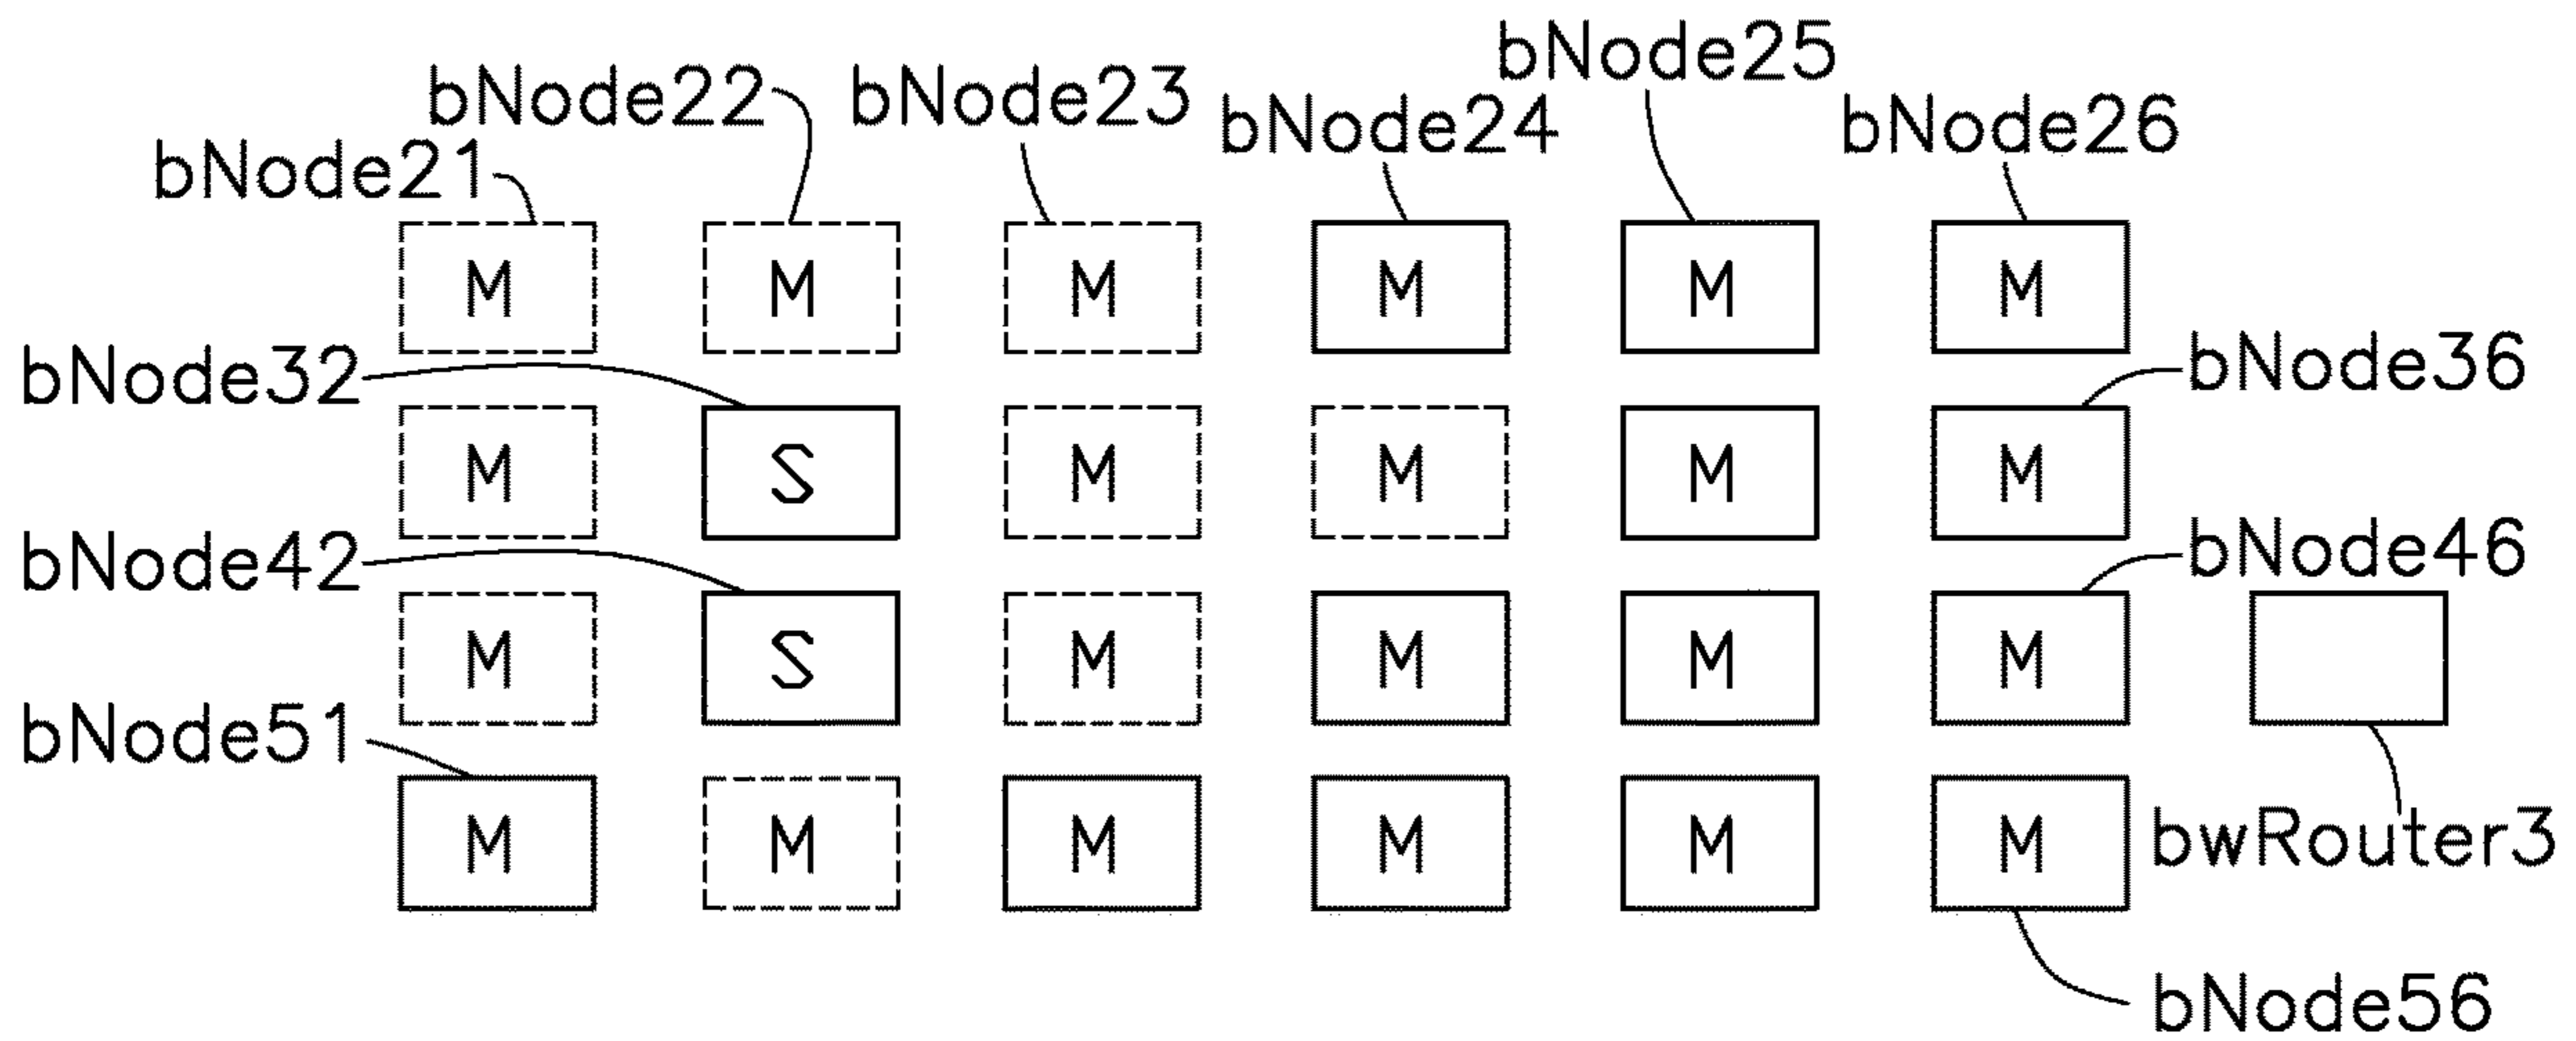 bNode25
bNode22 bNode23 bNode24 bNode26
bNode21
M M M M M M
bNode32 bNode36
M S M M M M
bNode42 bNode46
M S M M M M
bNode51
bwRouter3
M M M M M M
bNode56